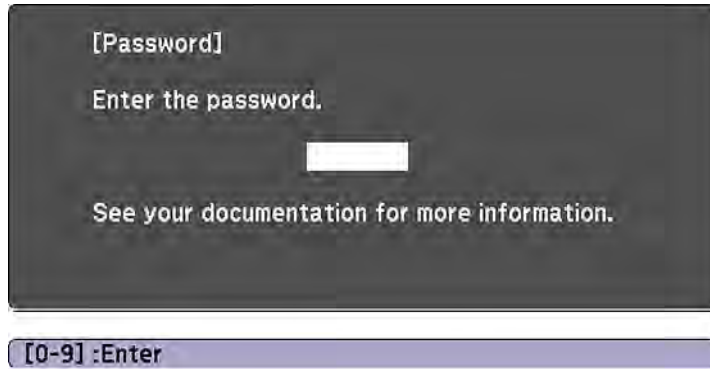 [Password]
Enter the password.
See your documentation for more information.
[0-9] :Enter